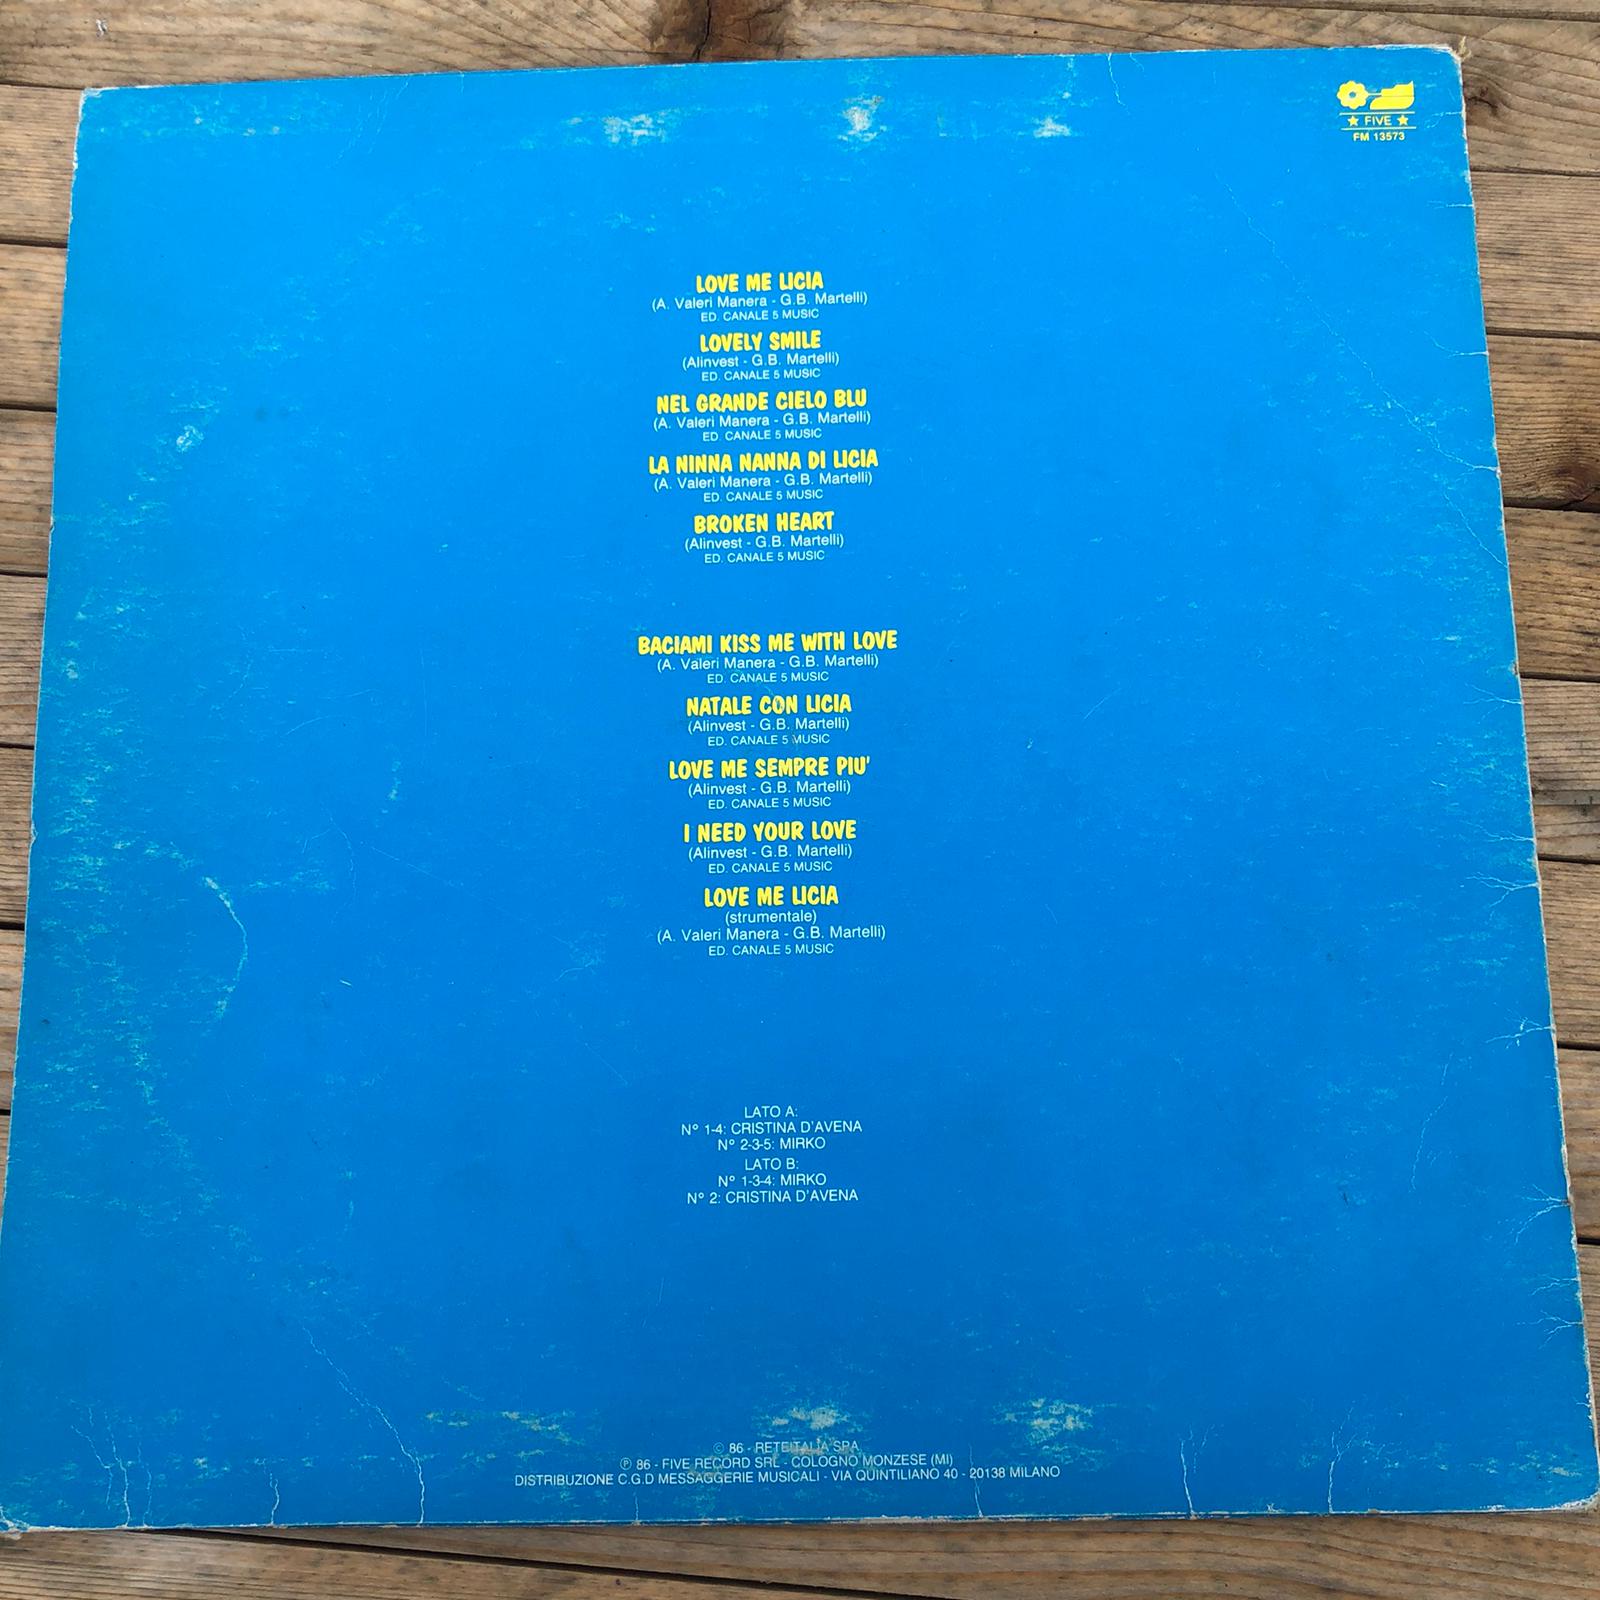 ★ FIVE ★
FM 13573
LOVE ME LICIA
(A. Valeri Manera - G.B. Martelli)
ED. CANALE 5 MUSIC
LOVELY SMILE
(Alinvest - G.B. Martelli)
ED. CANALE 5 MUSIC
NEL GRANDE CIELO BLU
(A. Valeri Manera - G.B. Martelli)
ED. CANALE 5 MUSIC
LA NINNA NANNA DI LICIA
(A. Valeri Manera - G.B. Martelli)
ED. CANALE 5 MUSIC
BROKEN HEART
(Alinvest - G.B. Martelli)
ED. CANALE 5 MUSIC
BACIAMI KISS ME WITH LOVE
(A. Valeri Manera - G.B. Martelli)
ED. CANALE 5 MUSIC
NATALE CON LICIA
(Alinvest - G.B. Martelli)
ED. CANALE 5 MUSIC
LOVE ME SEMPRE PIU'
(Alinvest - G.B. Martelli)
ED. CANALE 5 MUSIC
I NEED YOUR LOVE
(Alinvest - G.B. Martelli)
ED. CANALE 5 MUSIC
LOVE ME LICIA
(strumentale)
(A. Valeri Manera - G.B. Martelli)
ED. CANALE 5 MUSIC
LATO A:
N° 1-4: CRISTINA D'AVENA
N° 2-3-5: MIRKO
LATO B:
N° 1-3-4: MIRKO
N° 2: CRISTINA D'AVENA
© 86 - RETEITALIA SPA
℗ 86 - FIVE RECORD SRL - COLOGNO MONZESE (MI)
DISTRIBUZIONE C.G.D MESSAGGERIE MUSICALI - VIA QUINTILIANO 40 - 20138 MILANO